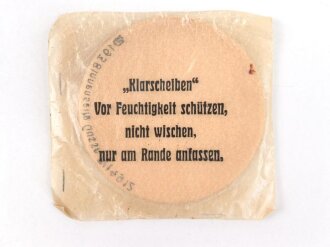 „Klarscheiben"
Vor Feuchtigkeit schützen,
nicht wischen,
nur am Rande anfassen.